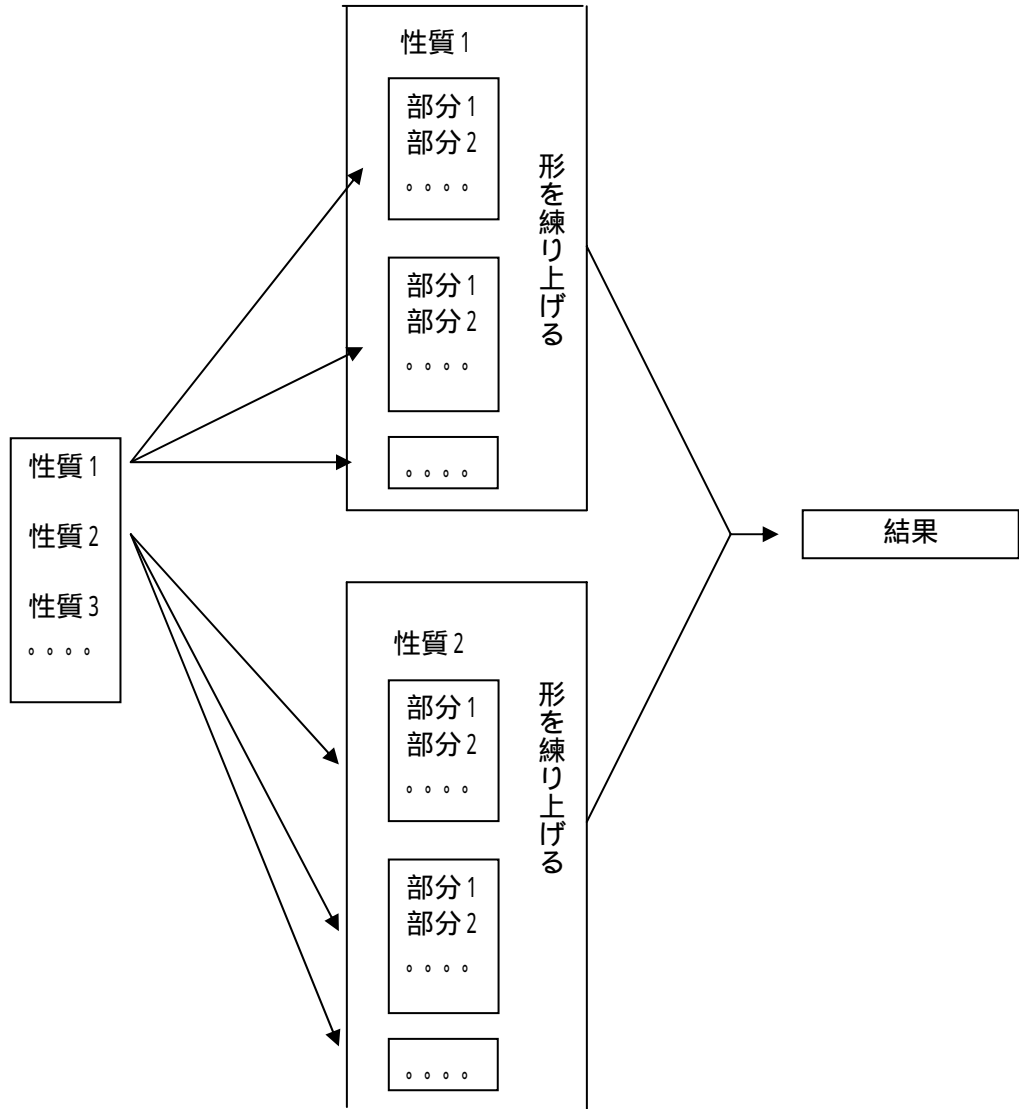 性質1
性質2
性質3
。。。。
性質1
部分1
部分2
。。。。
部分1
部分2
。。。。
。。。。
形を練り上げる
性質2
部分1
部分2
。。。。
部分1
部分2
。。。。
。。。。
形を練り上げる
結果